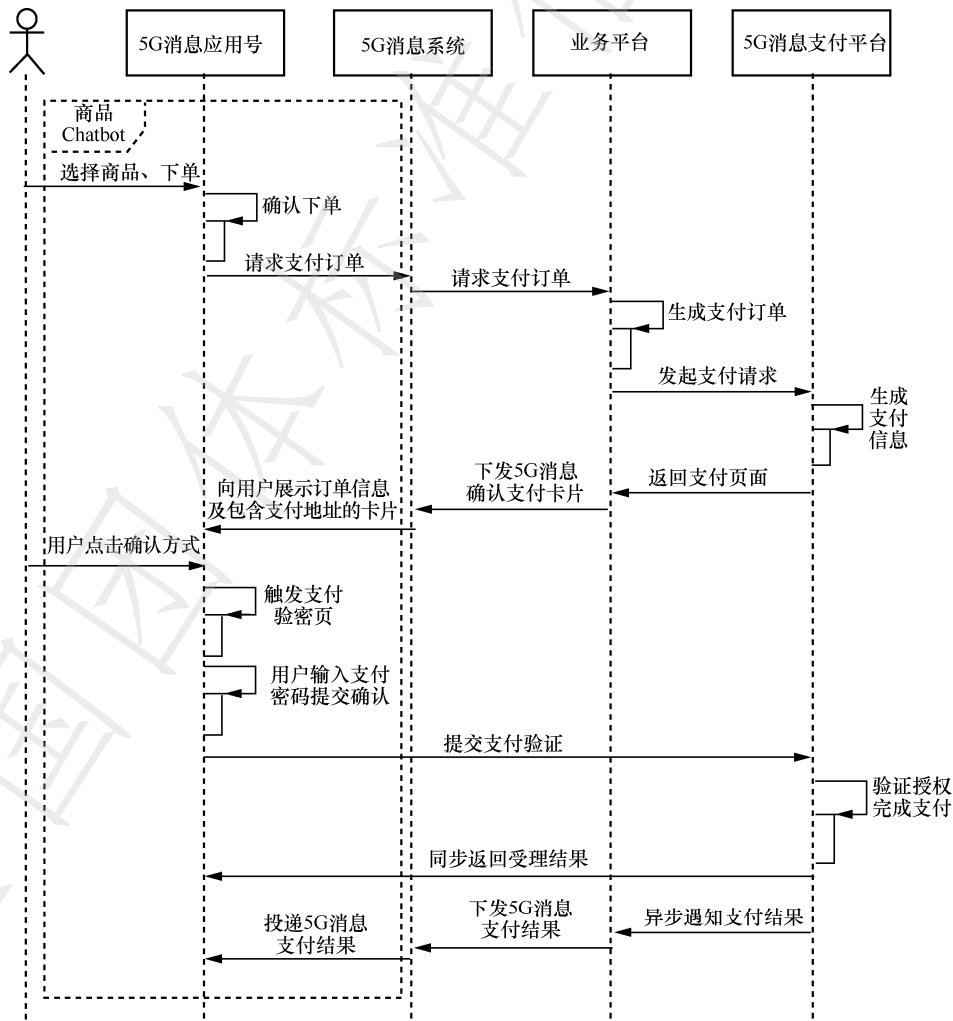 5G消息应用号
5G消息系统
业务平台
5G消息支付平台
商品
Chatbot
选择商品、下单
确认下单
请求支付订单
请求支付订单
生成支付订单
发起支付请求
生成
支付
信息
返回支付页面
下发5G消息
确认支付卡片
向用户展示订单信息
及包含支付地址的卡片
用户点击确认方式
触发支付
验密页
用户输入支付
密码提交确认
提交支付验证
验证授权
完成支付
同步返回受理结果
异步遇知支付结果
下发5G消息
支付结果
投递5G消息
支付结果
国团体标准